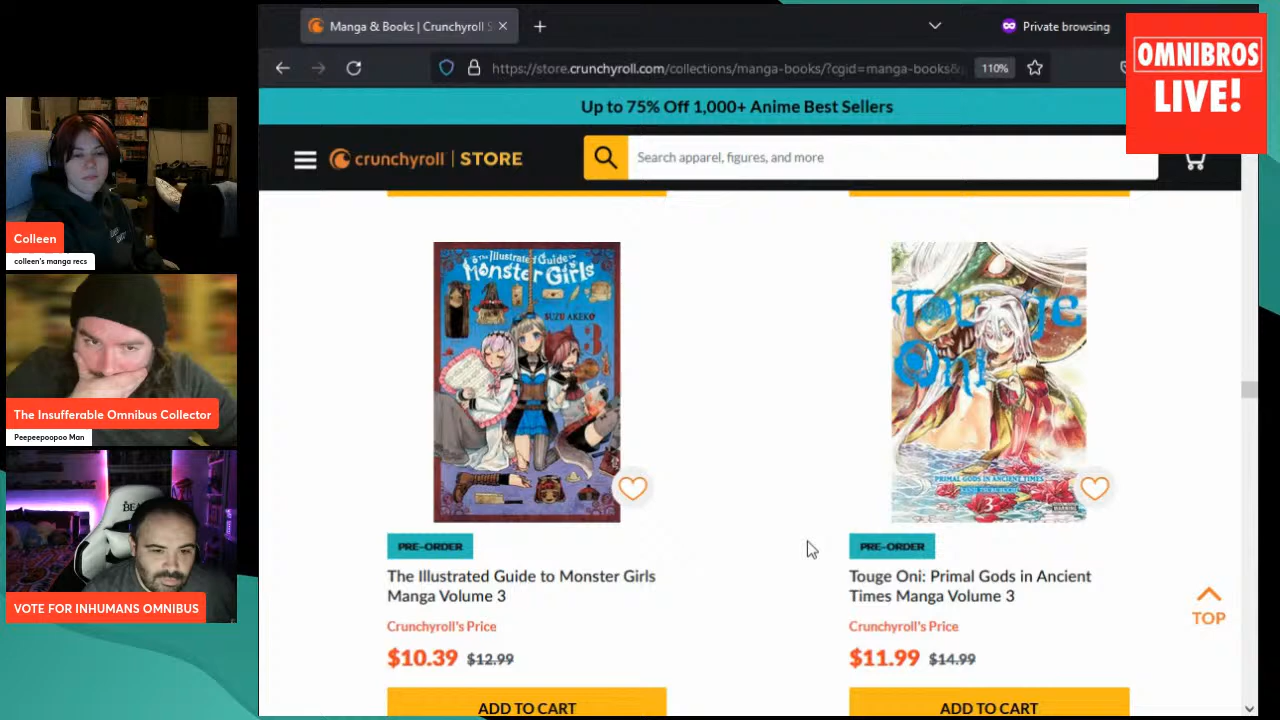 Manga & Books | Crunchyroll S
Private browsing
https://store.crunchyroll.com/collections/manga-books/?cgid=manga-books&
110%
OMNIBROS
LIVE!
Up to 75% Off 1,000+ Anime Best Sellers
crunchyroll | STORE
Search apparel, figures, and more
Colleen
colleen's manga recs
The Insufferable Omnibus Collector
Peepeepoopoo Man
VOTE FOR INHUMANS OMNIBUS
The Illustrated Guide to
Monster Girls
SUZU AKEKO
3
Touge
Oni
PRIMAL GODS IN ANCIENT TIMES
3
PRE-ORDER
The Illustrated Guide to Monster Girls
Manga Volume 3
Crunchyroll's Price
$10.39 $12.99
ADD TO CART
PRE-ORDER
Touge Oni: Primal Gods in Ancient
Times Manga Volume 3
Crunchyroll's Price
$11.99 $14.99
ADD TO CART
TOP